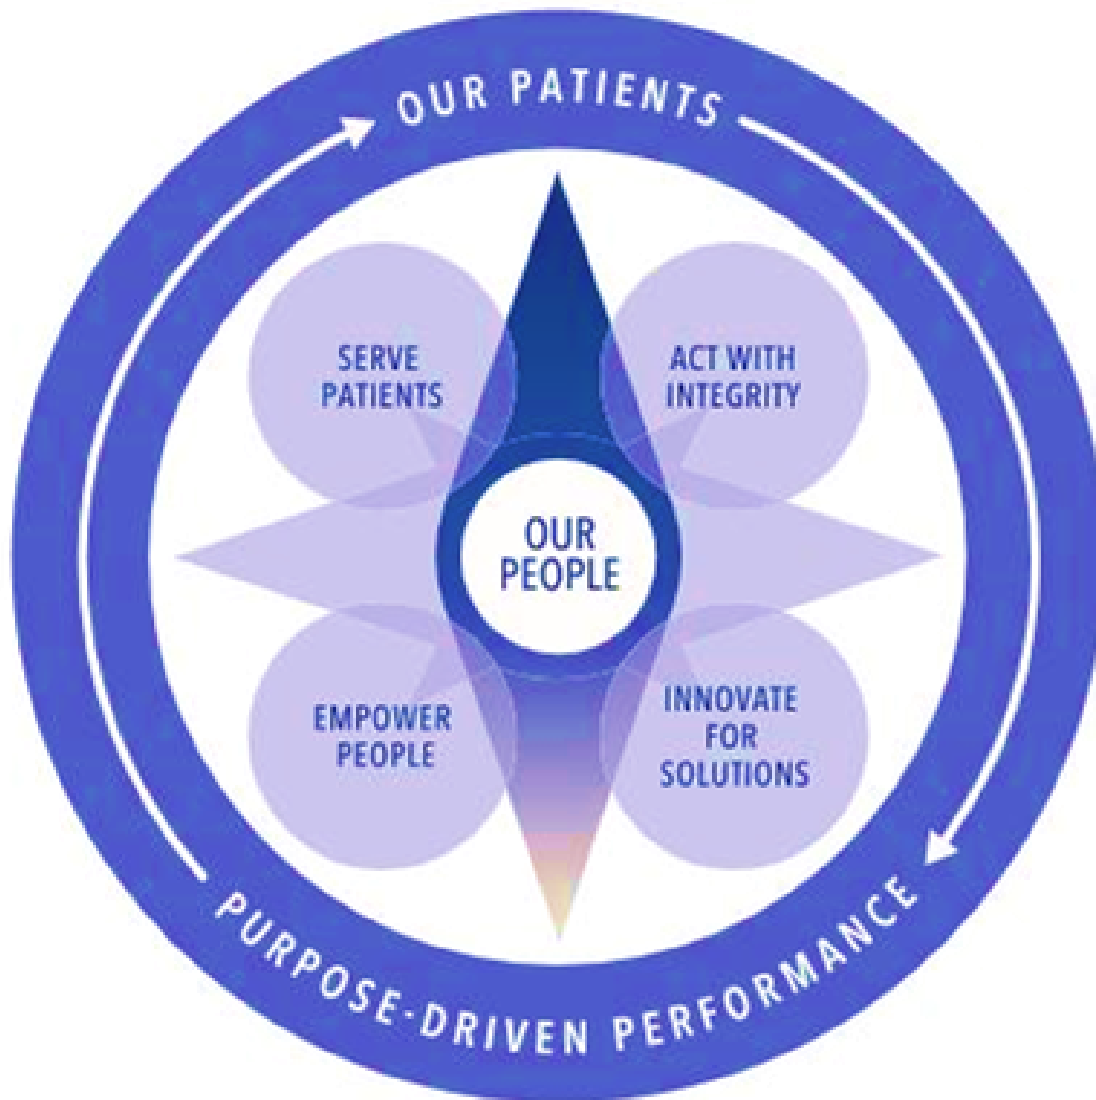 OUR PATIENTS
SERVE
PATIENTS
ACT WITH
INTEGRITY
OUR
PEOPLE
EMPOWER
PEOPLE
INNOVATE
FOR
SOLUTIONS
PURPOSE-DRIVEN PERFORMANCE